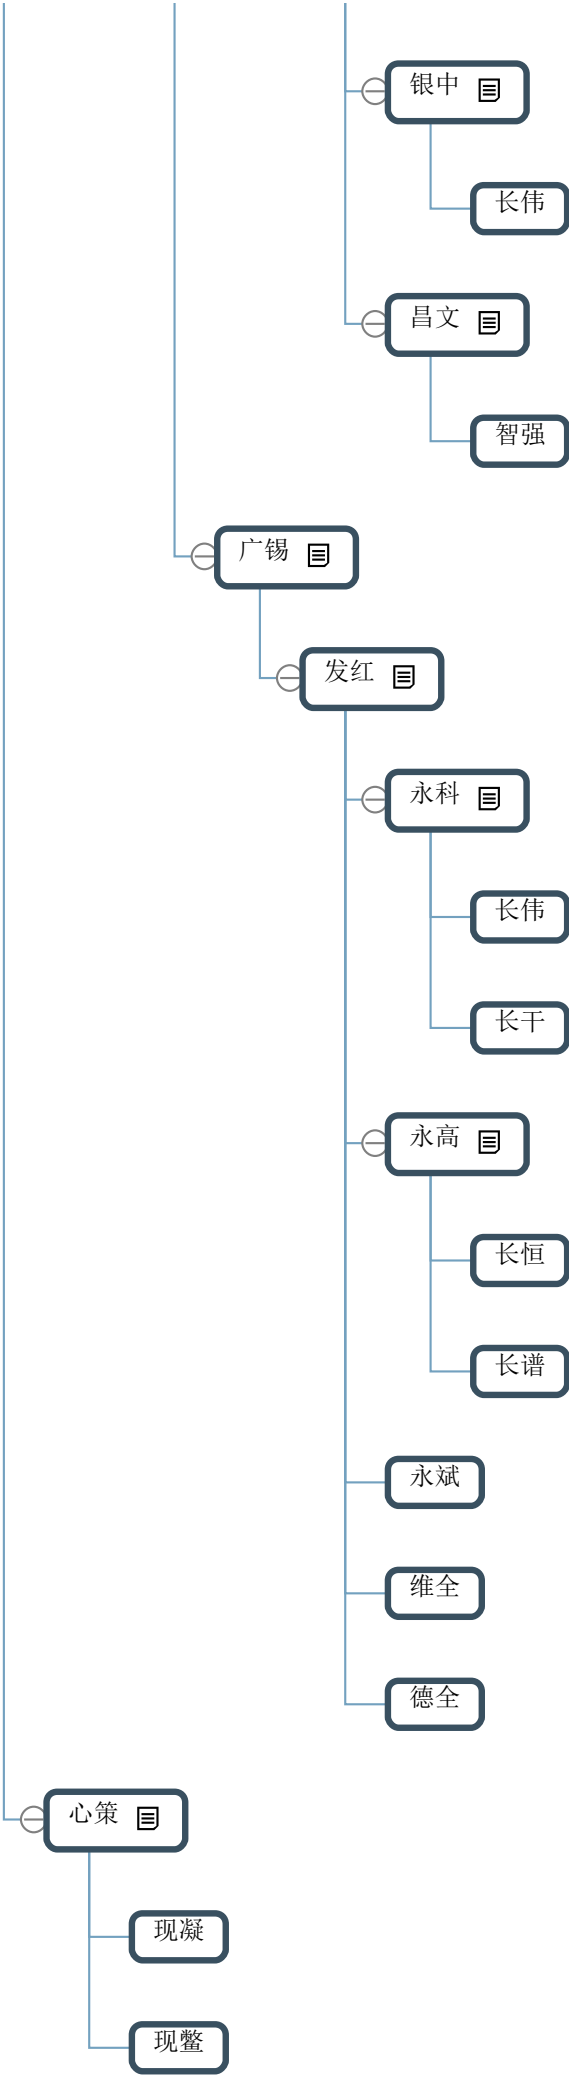 银中
长伟
昌文
智强
广锡
发红
永科
长伟
长干
永高
长恒
长谱
永斌
维全
德全
心策
现凝
现鳖